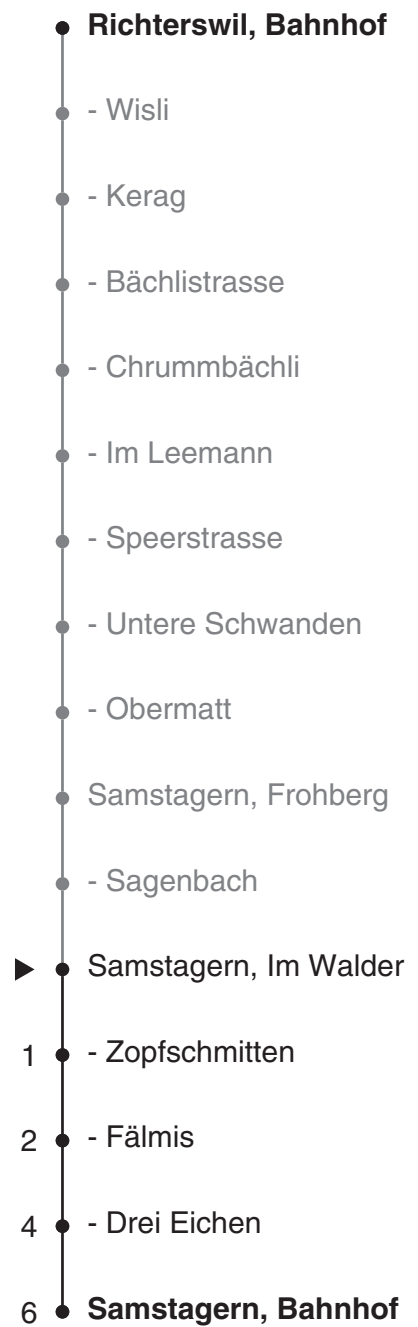 Richterswil, Bahnhof
- Wisli
- Kerag
- Bächlistrasse
- Chrummbächli
- Im Leemann
- Speerstrasse
- Untere Schwanden
- Obermatt
Samstagern, Frohberg
- Sagenbach
Samstagern, Im Walder
1 - Zopfschmitten
2 - Fälmis
4 - Drei Eichen
6 Samstagern, Bahnhof